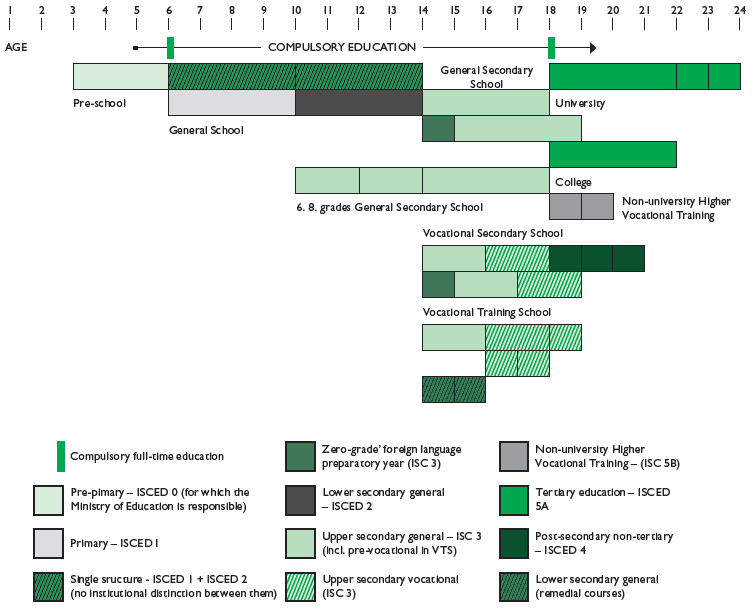 1 2 3 4 5 6 7 8 9 10 11 12 13 14 15 16 17 18 19 20 21 22 23 24
AGE
COMPULSORY EDUCATION
General Secondary
School
Pre-school
University
General School
College
6. 8. grades General Secondary School
Non-university Higher
Vocational Training
Vocational Secondary School
Vocational Training School
Compulsory full-time education
Zero-grade' foreign language
preparatory year (ISC 3)
Non-university Higher
Vocational Training – (ISC 5B)
Pre-pimary – ISCED 0 (for which the
Ministry of Education is responsible)
Lower secondary general
– ISCED 2
Tertiary education – ISCED
5A
Primary – ISCED I
Upper secondary general – ISC 3
(incl. pre-vocational in VTS)
Post-secondary non-tertiary
– ISCED 4
Single sructure - ISCED 1 + ISCED 2
(no institutional distinction between them)
Upper secondary vocational
(ISC 3)
Lower secondary general
(remedial courses)